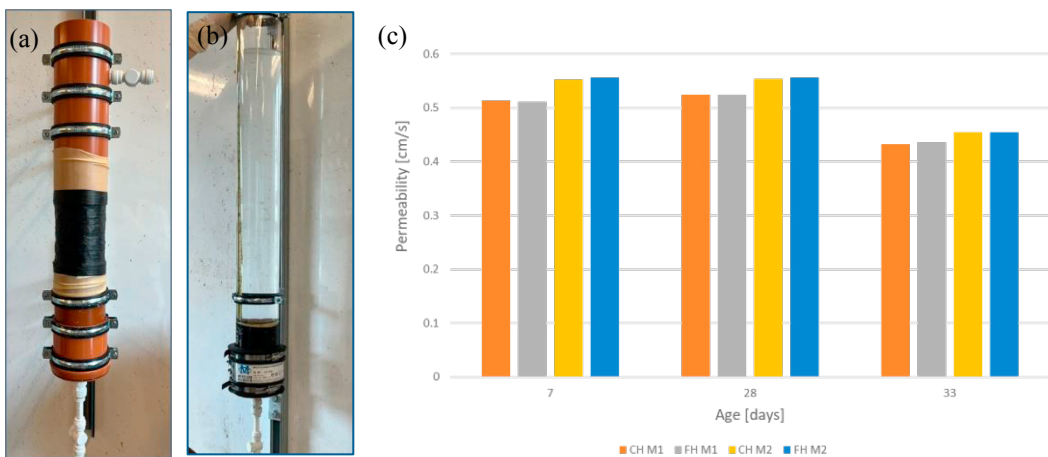 (a)
(b)
(c)
0.6
0.5
0.4
0.3
0.2
0.1
0
Permeability [cm/s]
7
28
33
Age [days]
CH M1
FH M1
CH M2
FH M2